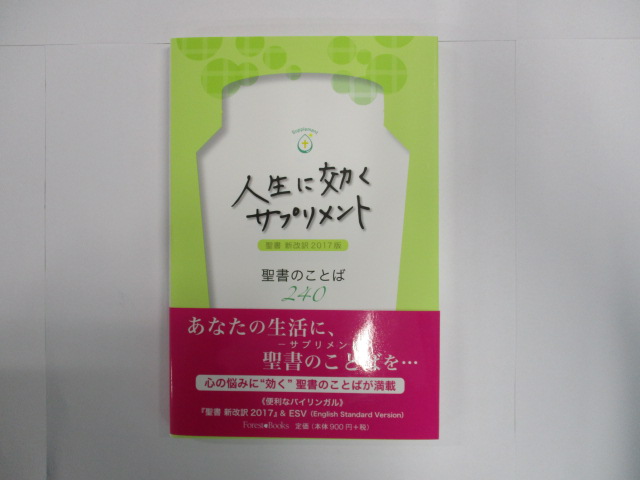 Supplement
人生に効く
サプリメント
聖書 新改訳2017版
聖書のことば
240
あなたの生活に、
－サプリメン
聖書のことばを…
心の悩みに“効く”聖書のことばが満載
《便利なバイリンガル》
『聖書 新改訳2017』& ESV (English Standard Version)
Forest●Books 定価（本体900円+税）